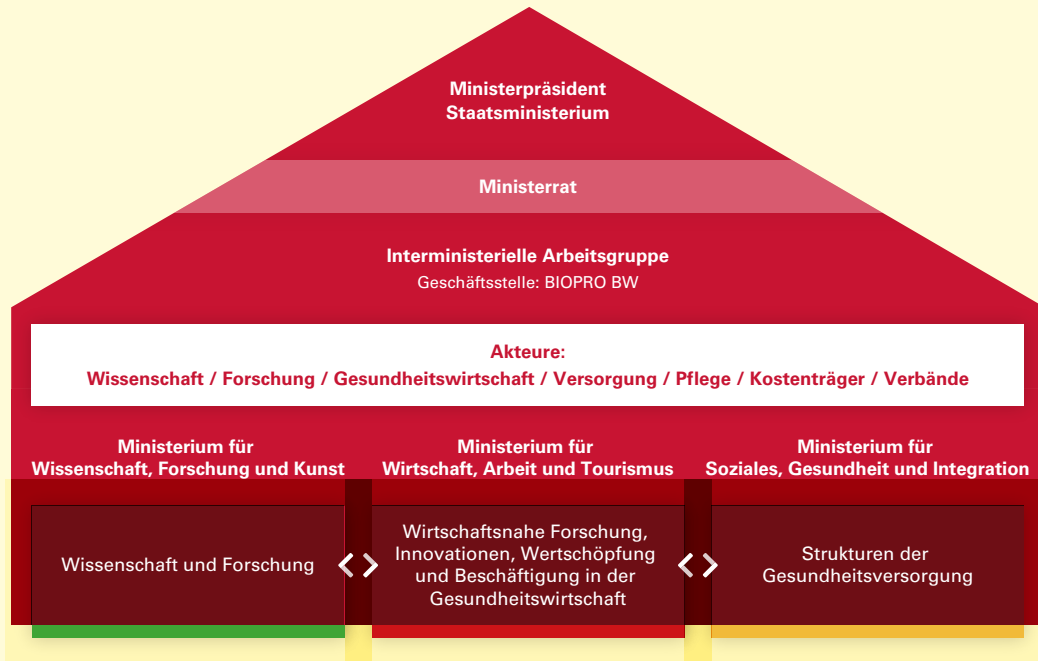 Ministerpräsident
Staatsministerium
Ministerrat
Interministerielle Arbeitsgruppe
Geschäftsstelle: BIOPRO BW
Akteure:
Wissenschaft / Forschung / Gesundheitswirtschaft / Versorgung / Pflege / Kostenträger / Verbände
Ministerium für
Wissenschaft, Forschung und Kunst
Ministerium für
Wirtschaft, Arbeit und Tourismus
Ministerium für
Soziales, Gesundheit und Integration
Wissenschaft und Forschung
Wirtschaftsnahe Forschung,
Innovationen, Wertschöpfung
und Beschäftigung in der
Gesundheitswirtschaft
Strukturen der
Gesundheitsversorgung